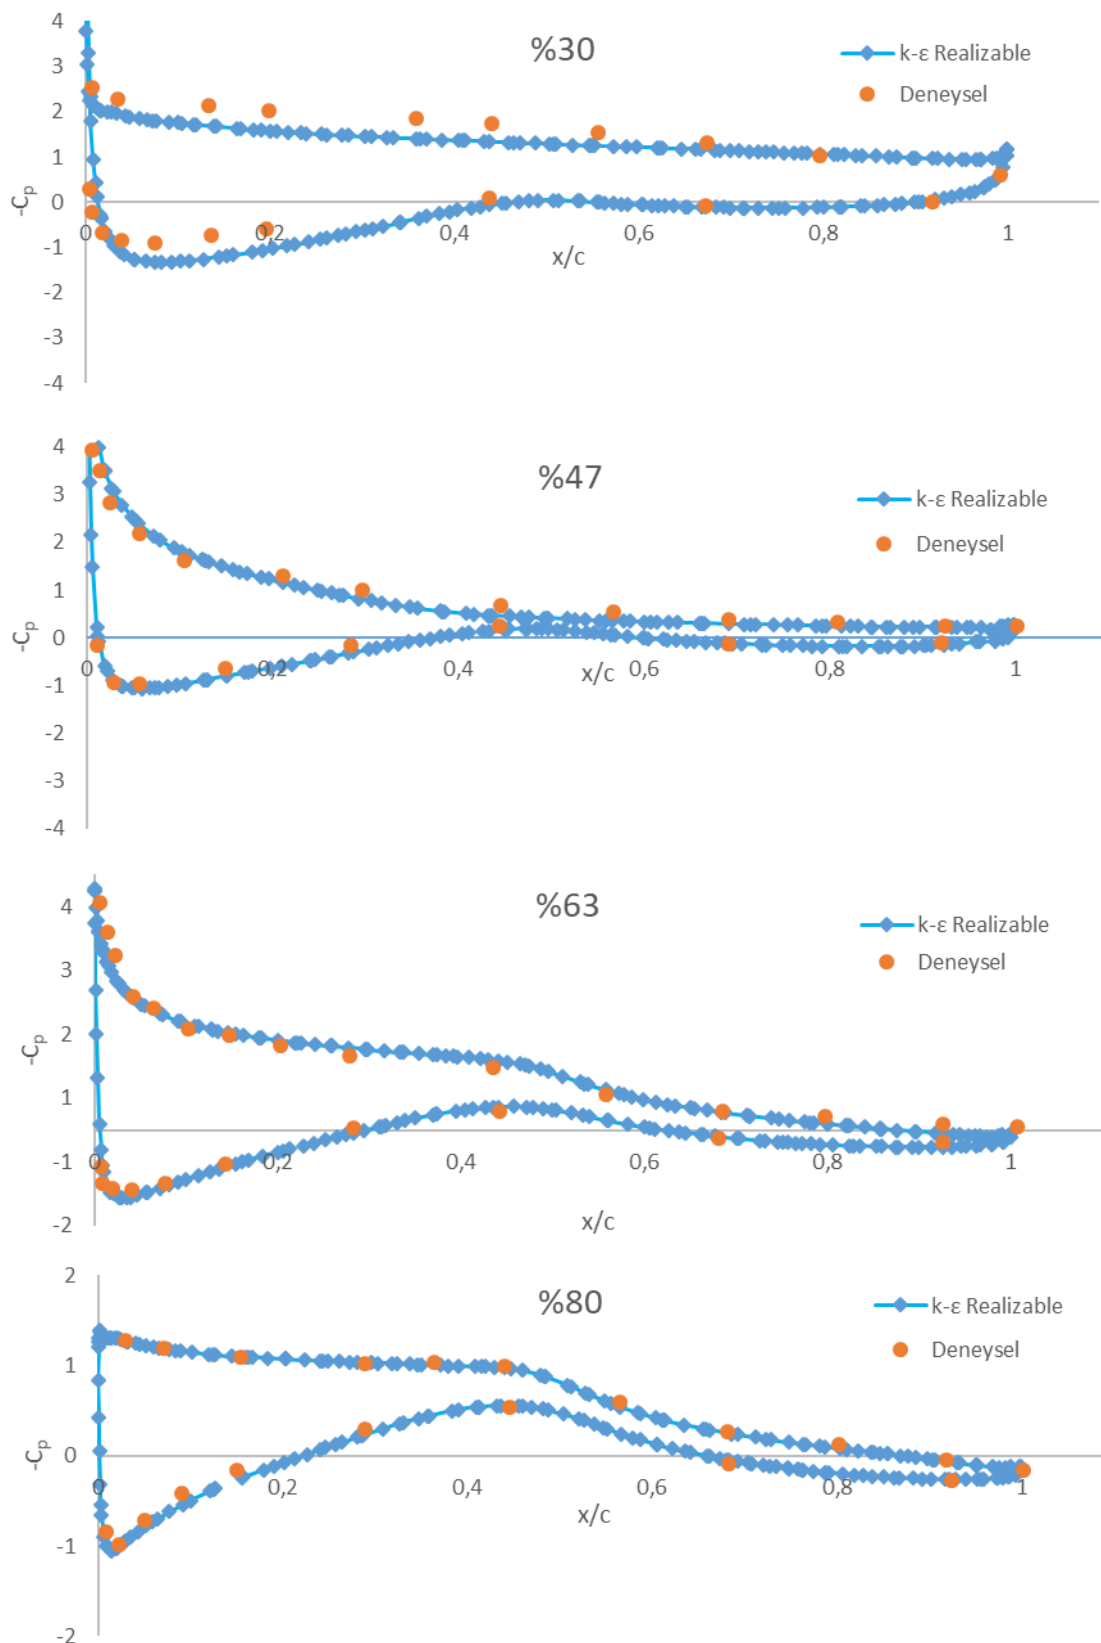 %30
k-ε Realizable
Deneysel
4
3
2
1
0
-1
-2
-3
-4
-Cp
0 0,2 0,4 0,6 0,8 1
x/c
%47
k-ε Realizable
Deneysel
4
3
2
1
0
-1
-2
-3
-4
-Cp
0 0,2 0,4 0,6 0,8 1
x/c
%63
k-ε Realizable
Deneysel
4
3
2
1
-1
-2
-Cp
0 0,2 0,4 0,6 0,8 1
x/c
%80
k-ε Realizable
Deneysel
2
1
0
-1
-2
-Cp
0 0,2 0,4 0,6 0,8 1
x/c